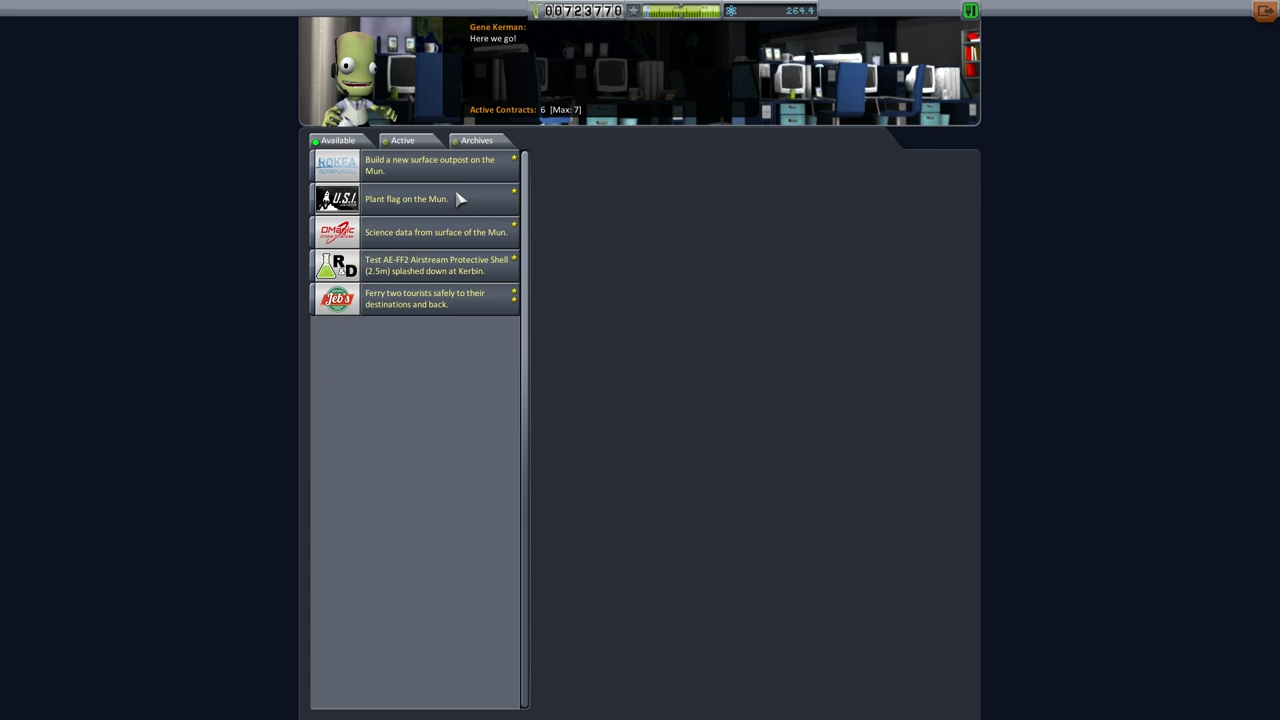 00723770
264.4
Gene Kerman:
Here we go!
Active Contracts: 6 [Max: 7]
Available
Active
Archives
ROKEA
INCORPORATED
Build a new surface outpost on the
Mun.
U.S.I.
Plant flag on the Mun.
DMagic
Science data from surface of the Mun.
R&D
Test AE-FF2 Airstream Protective Shell
(2.5m) splashed down at Kerbin.
Jeb's
Ferry two tourists safely to their
destinations and back.